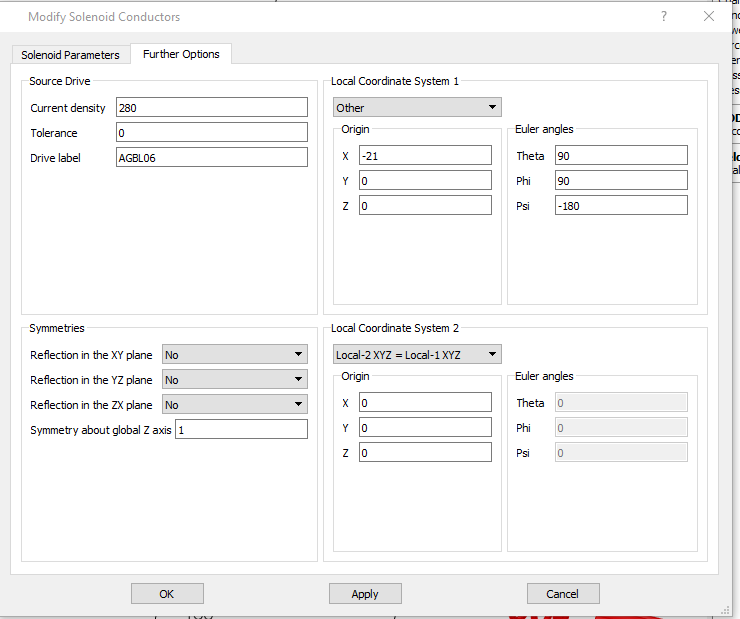 Modify Solenoid Conductors
?
Solenoid Parameters
Further Options
Source Drive
Current density 280
Tolerance 0
Drive label AGBL06
Local Coordinate System 1
Other
Origin
X -21
Y 0
Z 0
Euler angles
Theta 90
Phi 90
Psi -180
Symmetries
Reflection in the XY plane No
Reflection in the YZ plane No
Reflection in the ZX plane No
Symmetry about global Z axis 1
Local Coordinate System 2
Local-2 XYZ = Local-1 XYZ
Origin
X 0
Y 0
Z 0
Euler angles
Theta 0
Phi 0
Psi 0
OK
Apply
Cancel